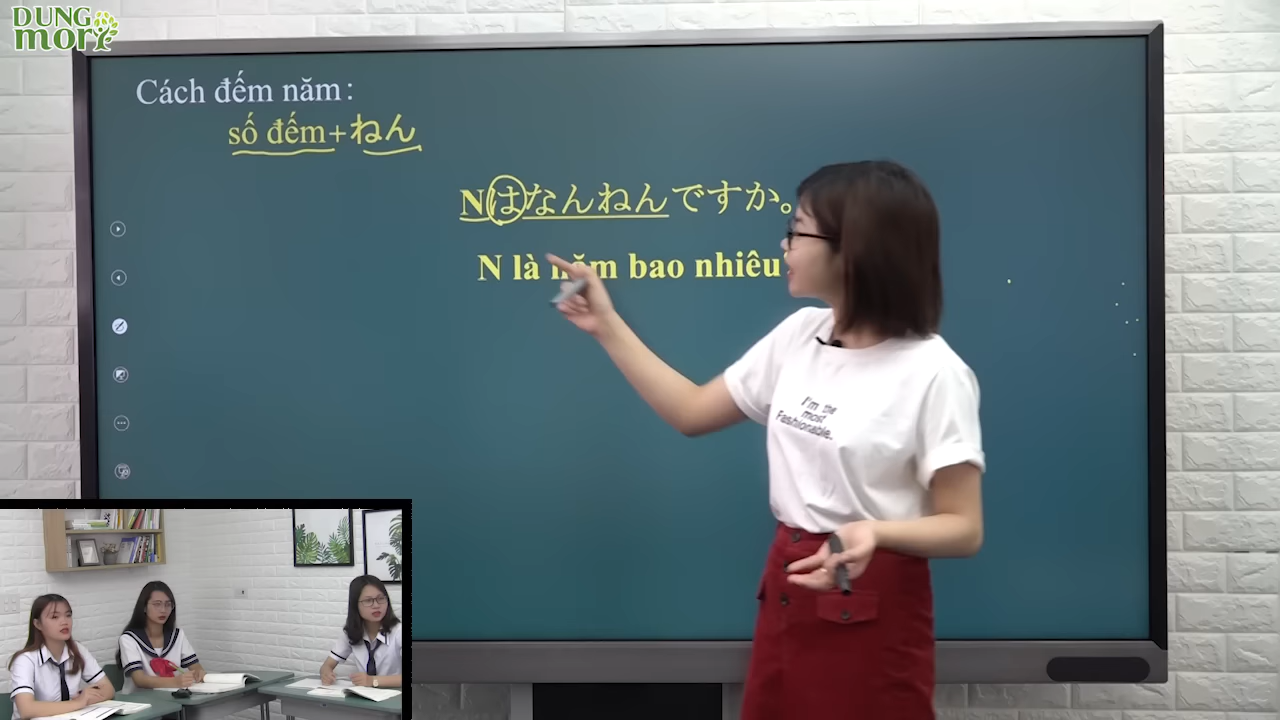 DUNG
mori
Cách đếm năm:
số đếm+ねん
Nはなんねんですか。
N là năm bao nhiêu
I'm the
most
Fashionable.